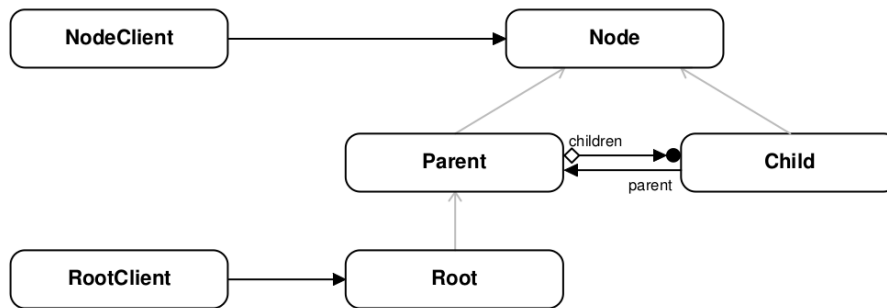 NodeClient
Node
children
Parent
Child
parent
RootClient
Root